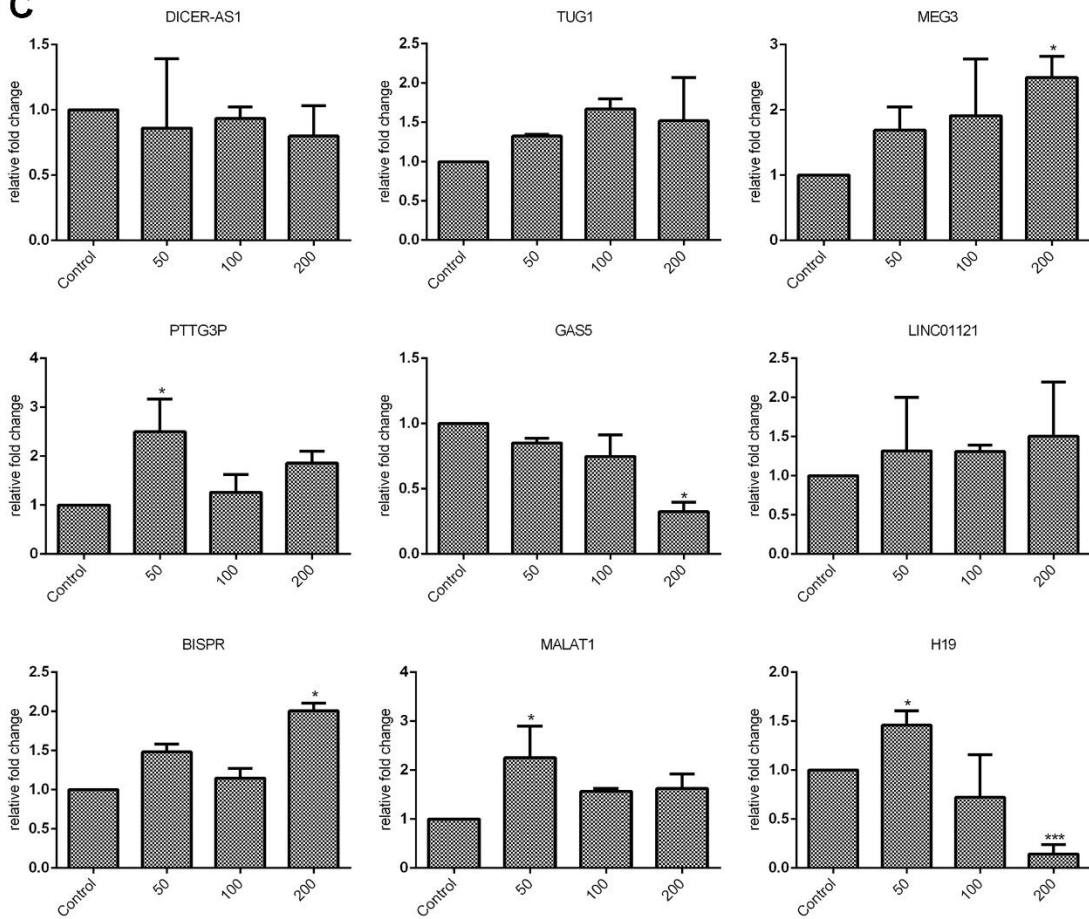 C
DICER-AS1
relative fold change
1.5
1.0
0.5
0.0
Control
50
100
200
TUG1
relative fold change
2.5
2.0
1.5
1.0
0.5
0.0
Control
50
100
200
MEG3
relative fold change
3
2
1
0
*
Control
50
100
200
PTTG3P
relative fold change
4
3
2
1
0
*
Control
50
100
200
GAS5
relative fold change
1.5
1.0
0.5
0.0
*
Control
50
100
200
LINC01121
relative fold change
2.5
2.0
1.5
1.0
0.5
0.0
Control
50
100
200
BISPR
relative fold change
2.5
2.0
1.5
1.0
0.5
0.0
*
Control
50
100
200
MALAT1
relative fold change
4
3
2
1
0
*
Control
50
100
200
H19
relative fold change
2.0
1.5
1.0
0.5
0.0
*
***
Control
50
100
200